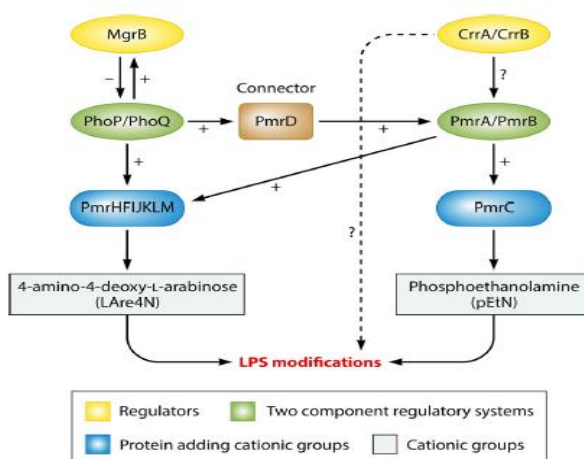 MgrB
CrrA/CrrB
− + ?
Connector
PhoP/PhoQ + PmrD + PmrA/PmrB
+ + +
PmrHFIJKLM PmrC
?
4-amino-4-deoxy-L-arabinose
(LAre4N)
Phosphoethanolamine
(pEtN)
LPS modifications
Regulators
Two component regulatory systems
Protein adding cationic groups
Cationic groups